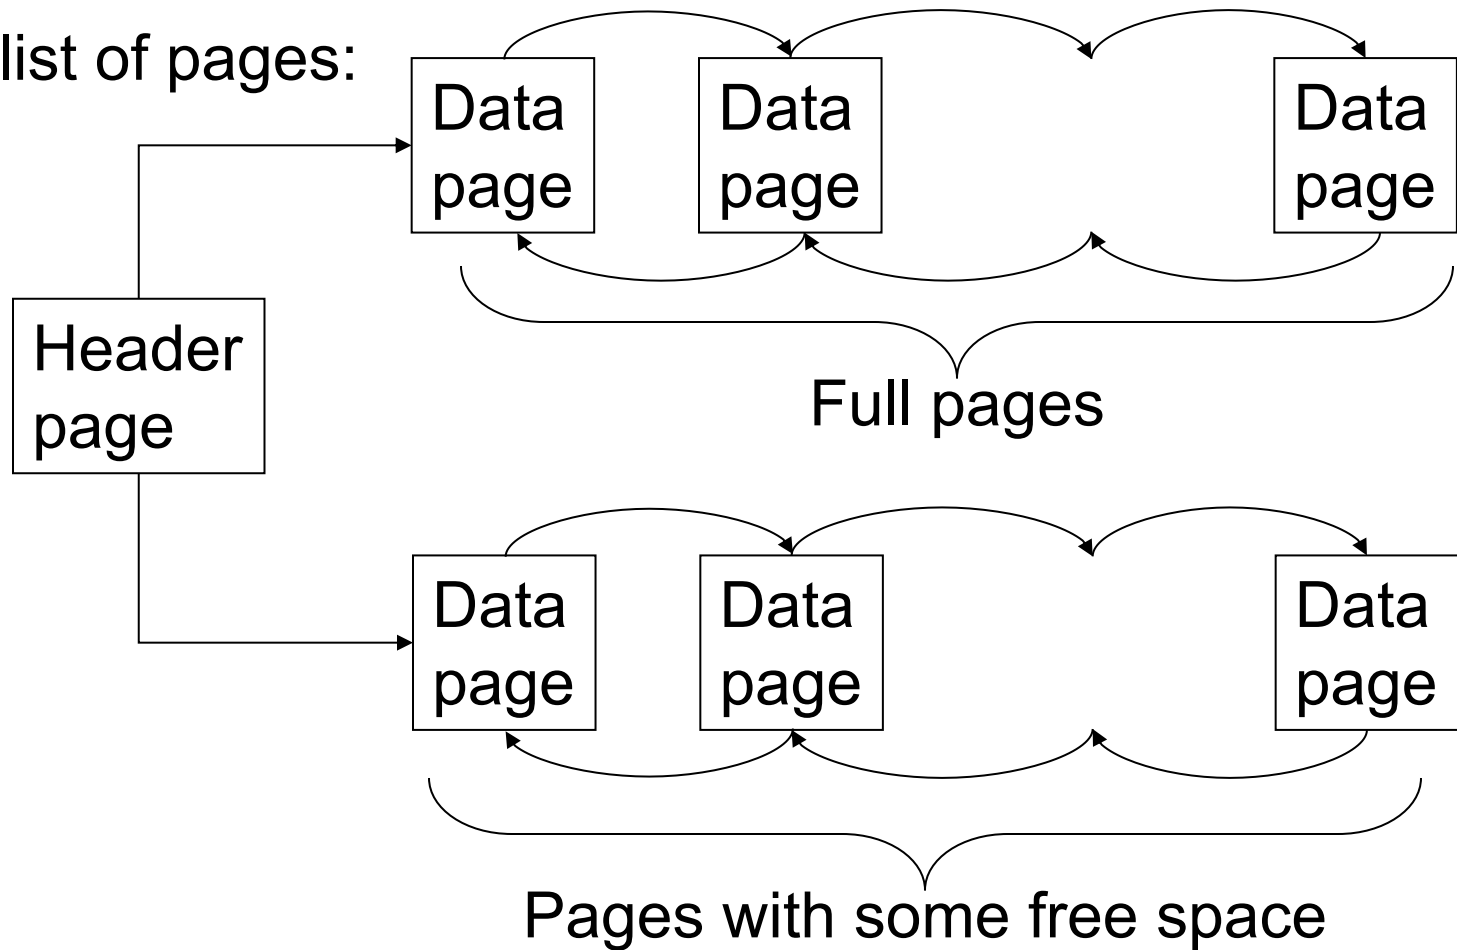 list of pages:
Data
page
Data
page
Data
page
Header
page
Full pages
Data
page
Data
page
Data
page
Pages with some free space